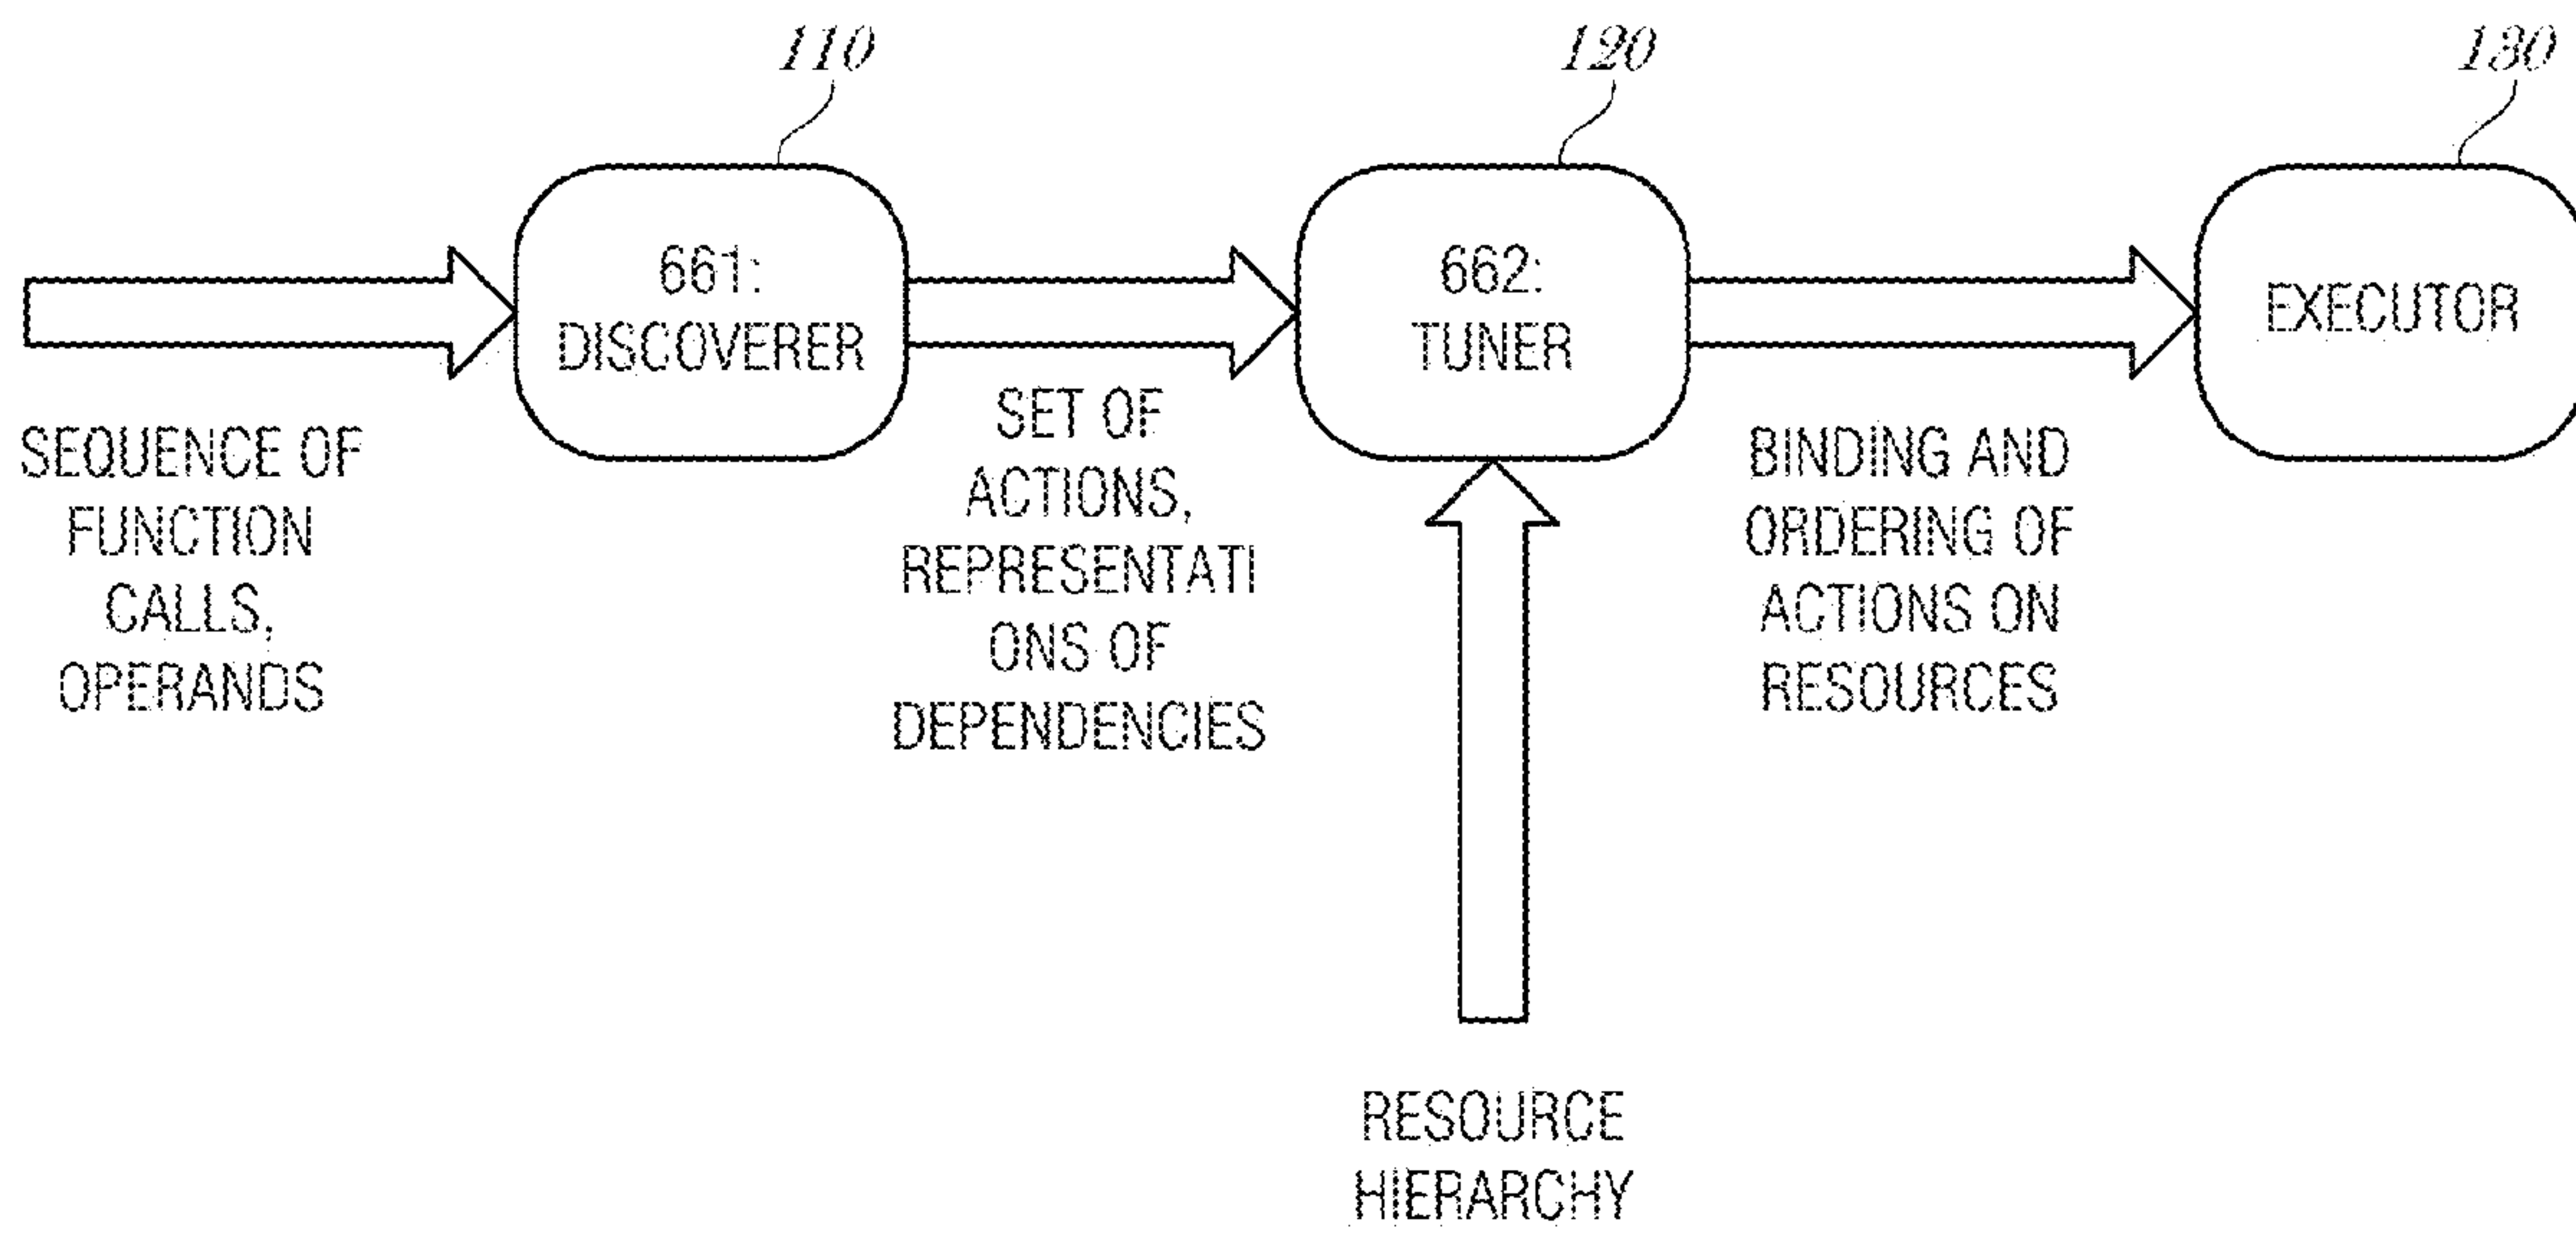 110
120
130
661:
DISCOVERER
662:
TUNER
EXECUTOR
SEQUENCE OF
FUNCTION
CALLS,
OPERANDS
SET OF
ACTIONS,
REPRESENTATI
ONS OF
DEPENDENCIES
BINDING AND
ORDERING OF
ACTIONS ON
RESOURCES
RESOURCE
HIERARCHY